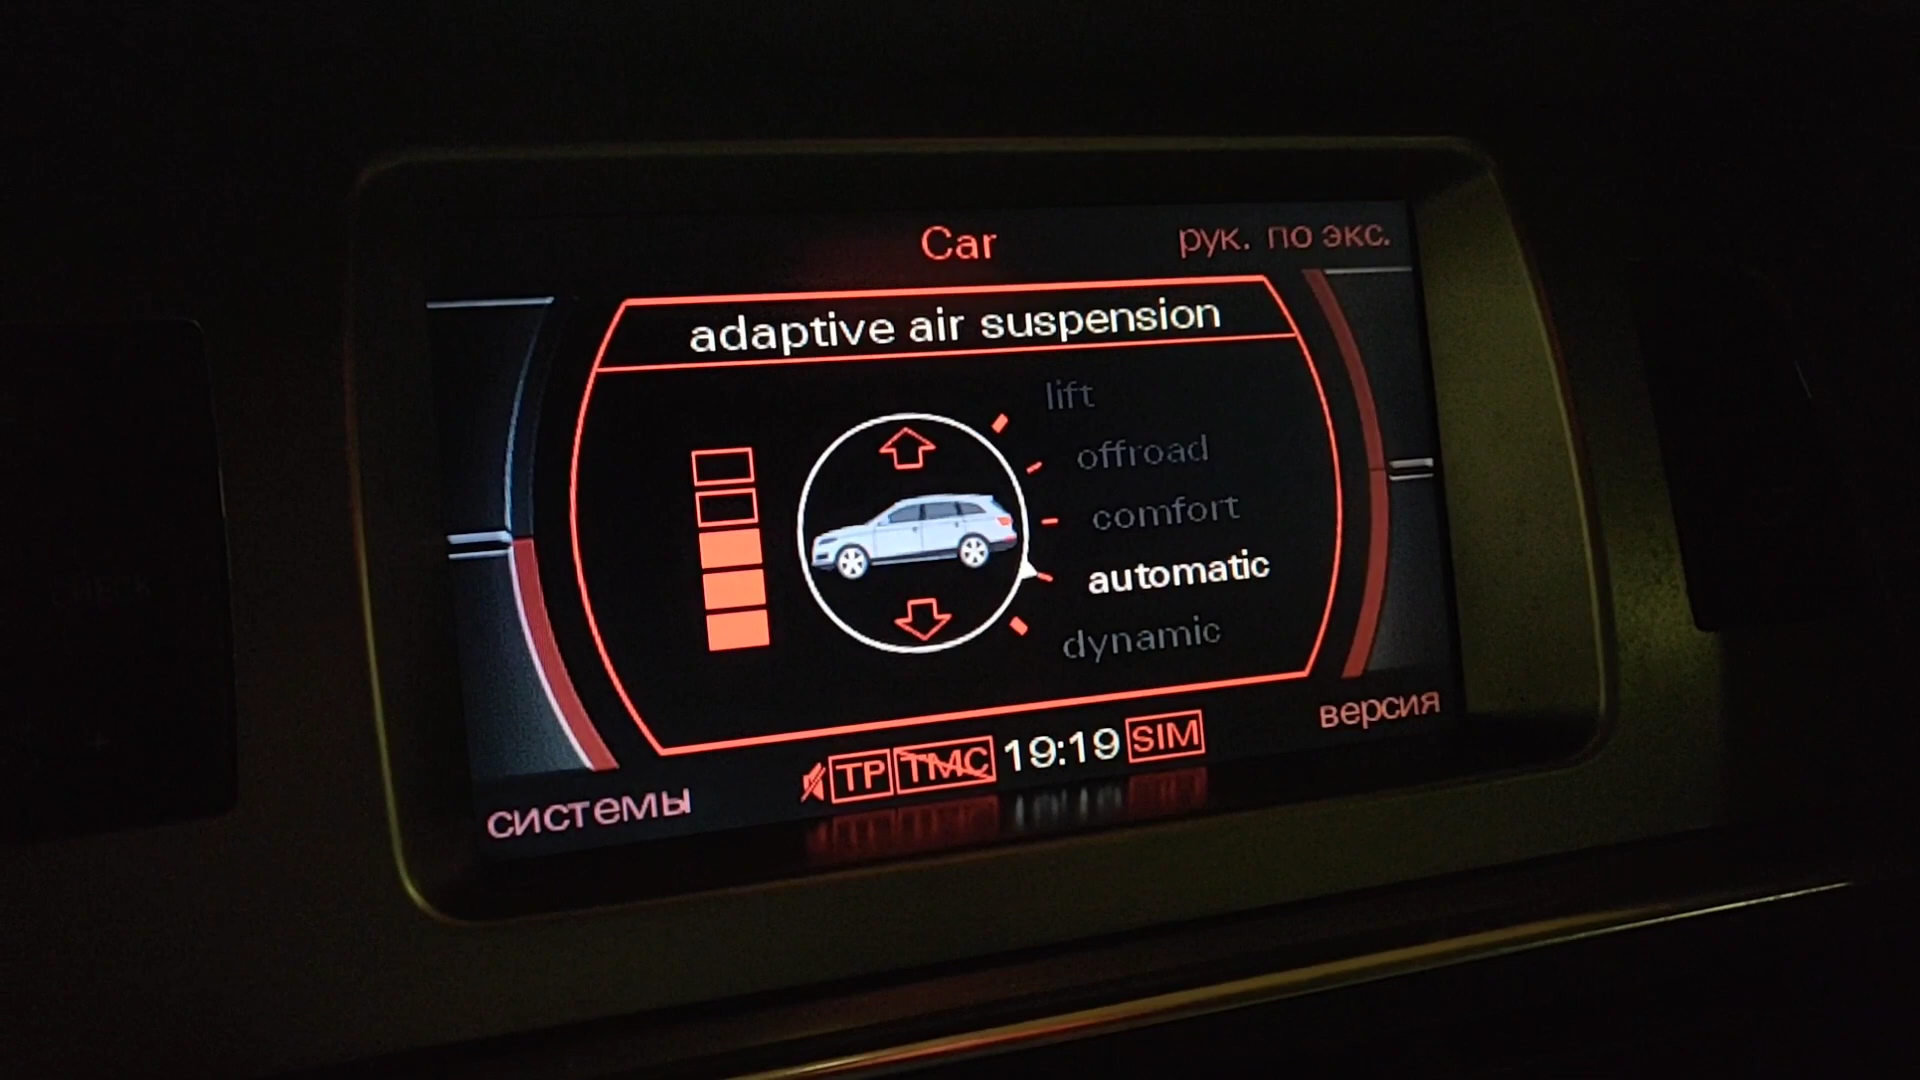 Car
рук. по экс.
adaptive air suspension
lift
offroad
comfort
automatic
dynamic
версия
TP TMC 19:19 SIM
системы